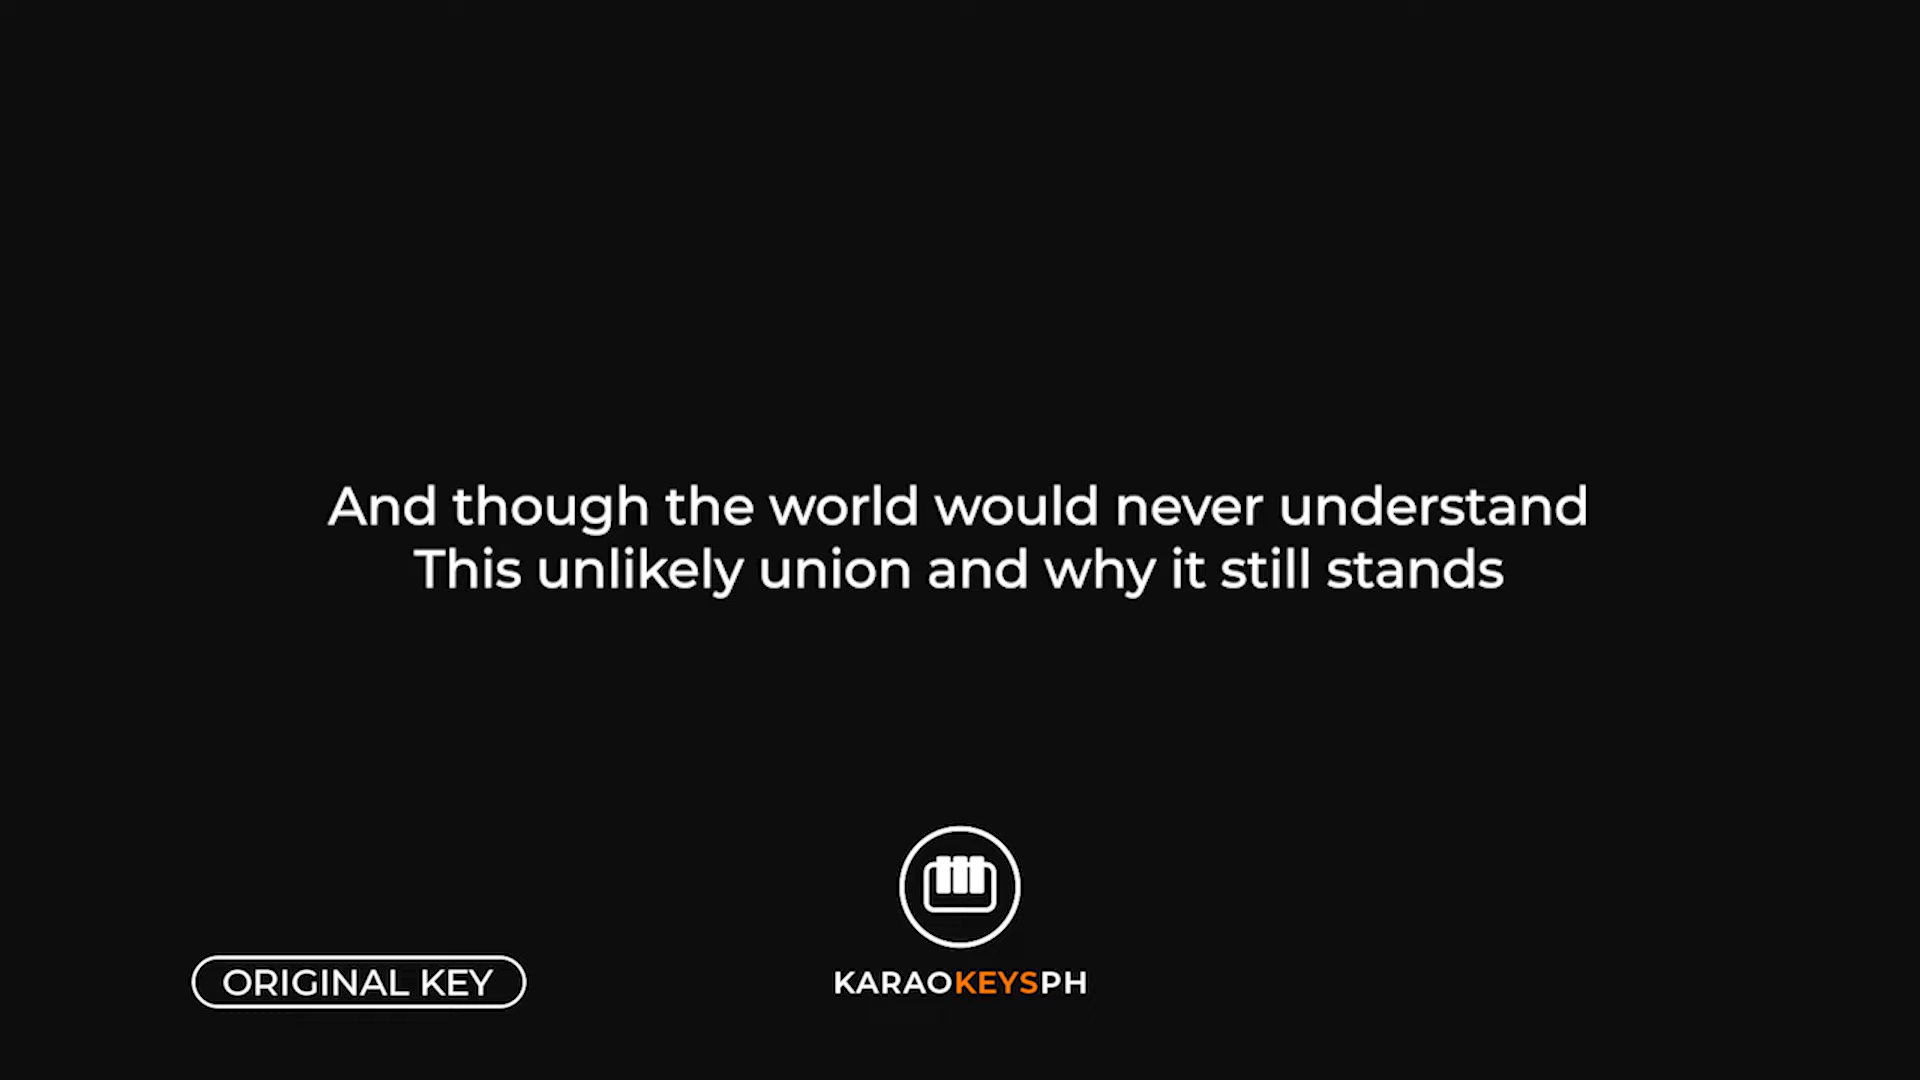 And though the world would never understand
This unlikely union and why it still stands
ORIGINAL KEY
KARAOKEYSPH